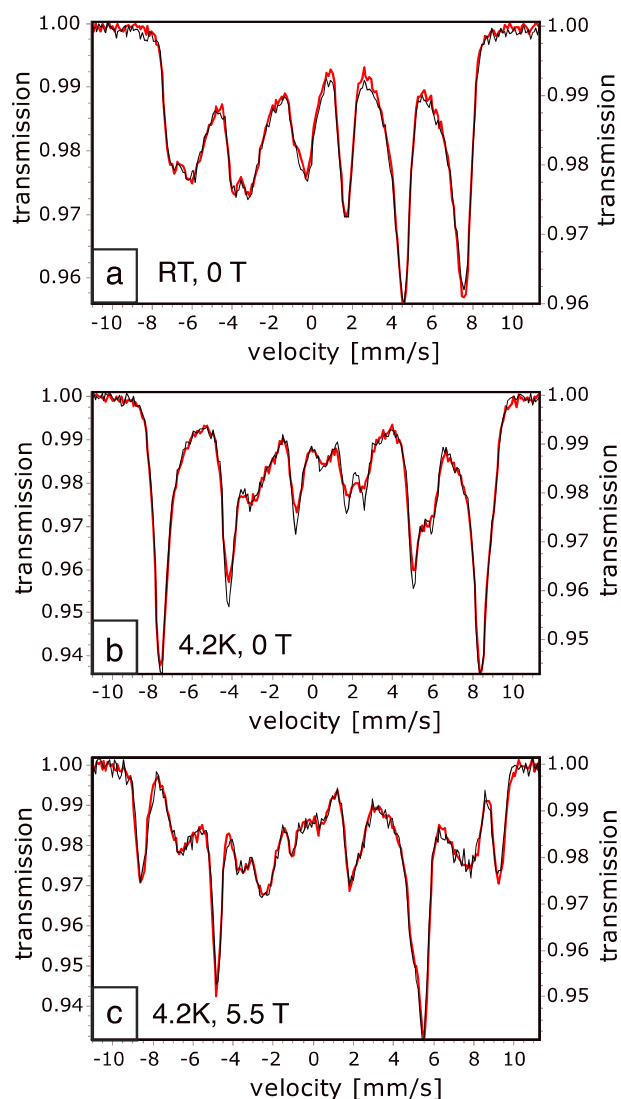 1.00 1.00
0.99 0.99
0.98 0.98
0.97 0.97
0.96 0.96
transmission
transmission
a RT, 0 T
-10 -8 -6 -4 -2 0 2 4 6 8 10
velocity [mm/s]
1.00 1.00
0.99 0.99
0.98 0.98
0.97 0.97
0.96 0.96
0.95 0.95
0.94
transmission
transmission
b 4.2K, 0 T
-10 -8 -6 -4 -2 0 2 4 6 8 10
velocity [mm/s]
1.00 1.00
0.99 0.99
0.98 0.98
0.97 0.97
0.96 0.96
0.95 0.95
0.94
transmission
transmission
c 4.2K, 5.5 T
-10 -8 -6 -4 -2 0 2 4 6 8 10
velocity [mm/s]